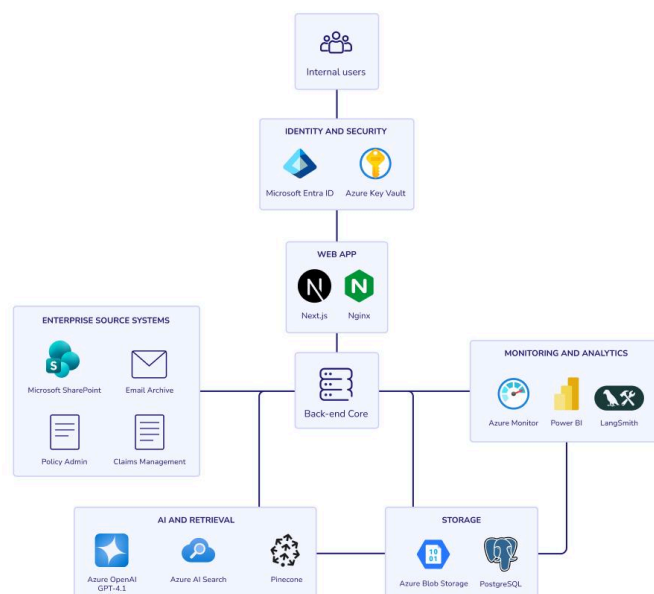 Internal users
IDENTITY AND SECURITY
Microsoft Entra ID
Azure Key Vault
WEB APP
Next.js
Nginx
ENTERPRISE SOURCE SYSTEMS
Microsoft SharePoint
Email Archive
Policy Admin
Claims Management
Back-end Core
MONITORING AND ANALYTICS
Azure Monitor
Power BI
LangSmith
AI AND RETRIEVAL
Azure OpenAI
GPT-4.1
Azure AI Search
Pinecone
STORAGE
10
01
Azure Blob Storage
PostgreSQL